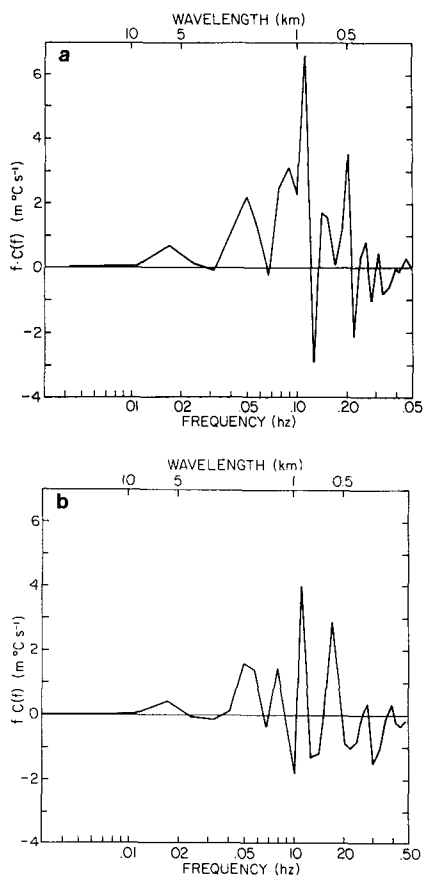 WAVELENGTH (km)
10 5 1 0.5
a
6
4
2
0
-2
-4
f·C(f) (m °C s⁻¹)
.01 .02 .05 .10 .20 .05
FREQUENCY (hz)
WAVELENGTH (km)
10 5 1 0.5
b
6
4
2
0
-2
-4
f C(f) (m °C s⁻¹)
.01 .02 .05 .10 .20 .50
FREQUENCY (hz)